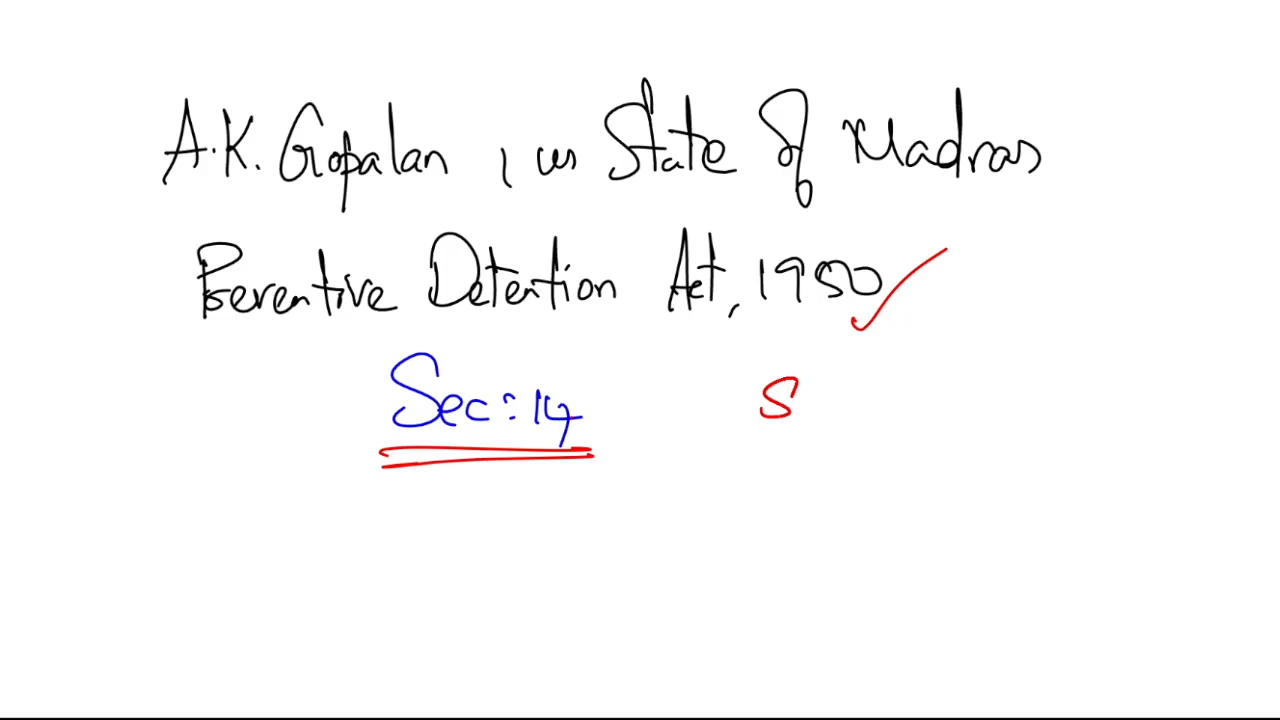 A.K. Gopalan , vs State of Madras
Preventive Detention Act, 1950
Sec: 14 S